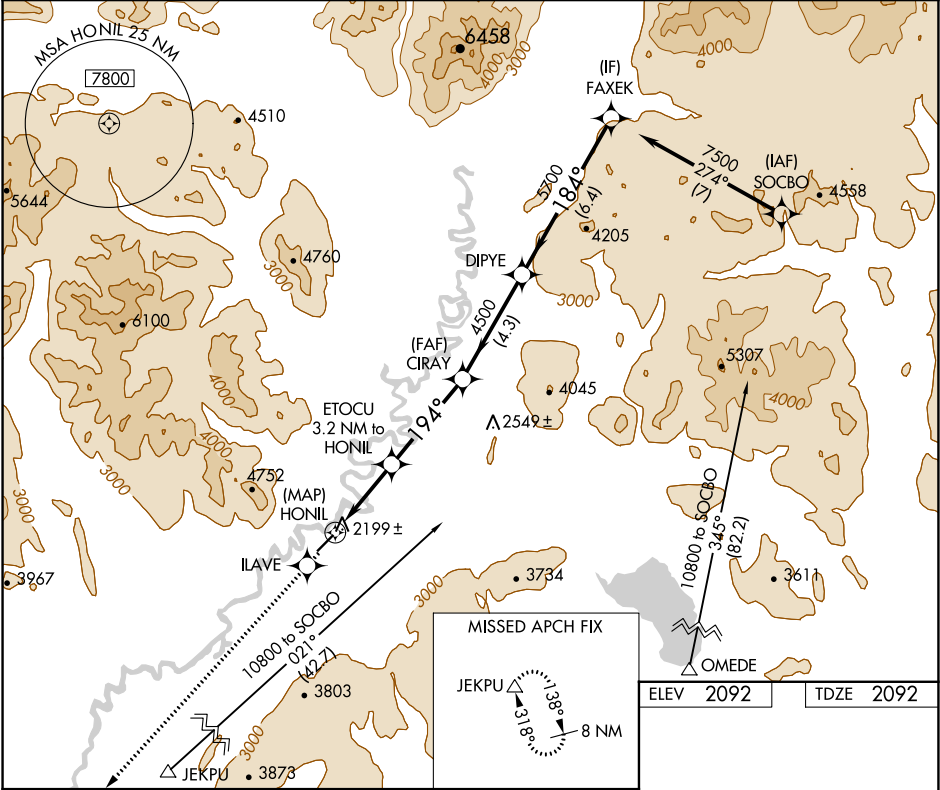 MSA HONIL 25 NM
7800
6458
4000
3000
4000
3000
(IF)
FAXEK
4510
7500
274°
(7)
(IAF)
SOCBO
4558
5644
5700
184°
(6.4)
4205
4760
3000
DIPYE
3000
6100
4500
(4.3)
5307
4000
(FAF)
CIRAY
4000
4045
ETOCU
3.2 NM to
HONIL
194°
2549 ±
4000
3000
3000
4752
(MAP)
HONIL
2199 ±
10800 to SOCBO
345°
(82.2)
ILAVE
3967
3000
3734
3611
10800 to SOCBO
021°
(42.7)
MISSED APCH FIX
JEKPU
138°
318°
8 NM
OMEDE
3803
3000
JEKPU
3873
ELEV 2092
TDZE 2092